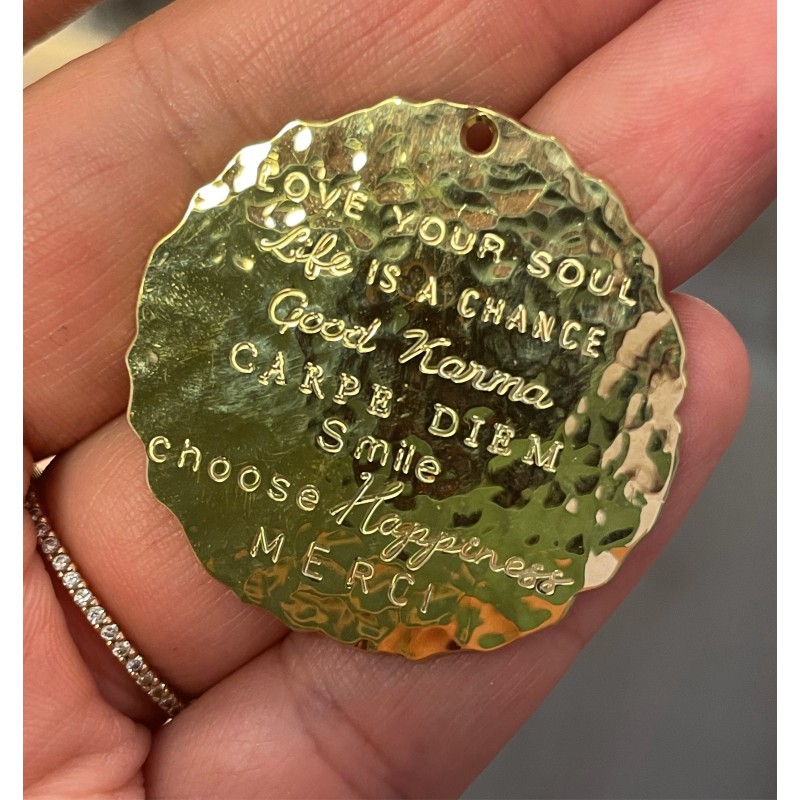 LOVE YOUR SOUL
Life IS A CHANCE
Good Karma
CARPE DIEM
Smile
choose Happiness
MERCI